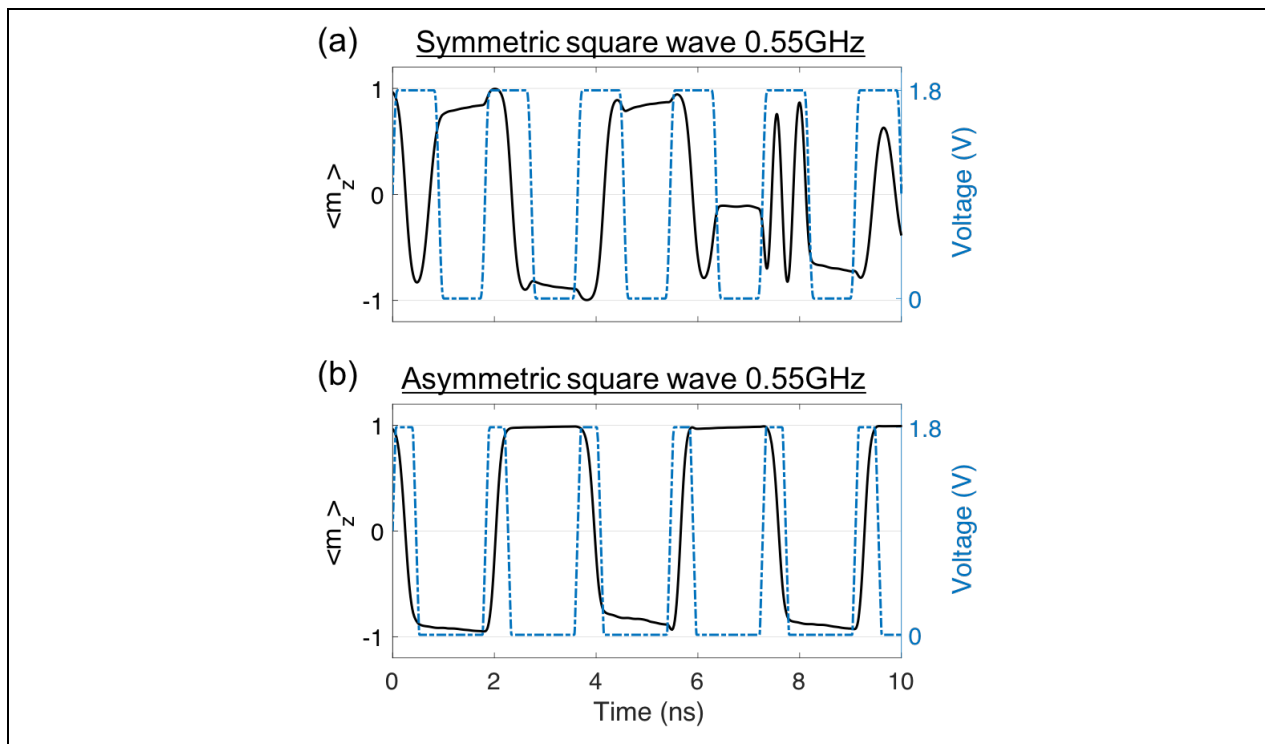 (a) Symmetric square wave 0.55GHz
1
0
-1
<m_z>
1.8
0
Voltage (V)
(b) Asymmetric square wave 0.55GHz
1
0
-1
<m_z>
1.8
0
Voltage (V)
0 2 4 6 8 10
Time (ns)